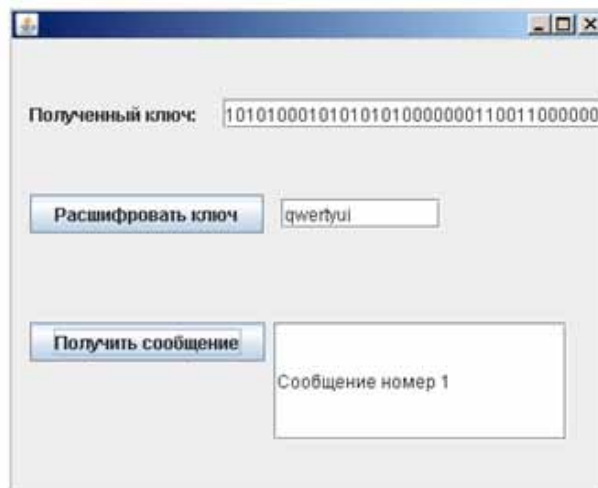 Полученный ключ: 1010100010101010100000001100110000000
Расшифровать ключ qwertyui
Получить сообщение
Сообщение номер 1